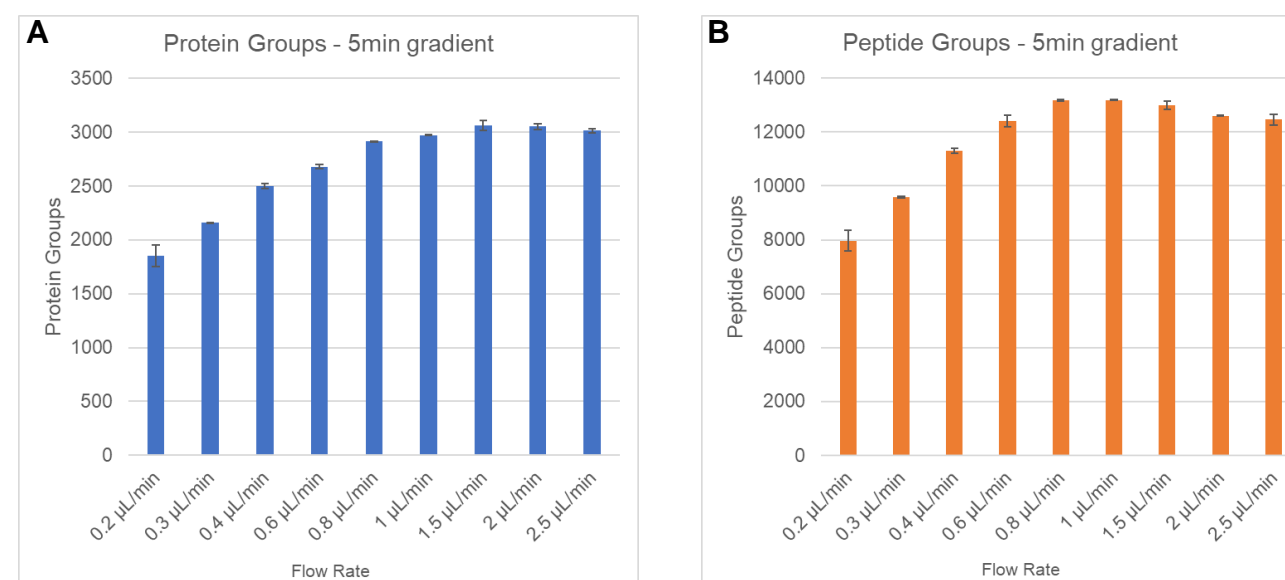 A
Protein Groups - 5min gradient
Protein Groups
3500
3000
2500
2000
1500
1000
500
0
0.2 µL/min
0.3 µL/min
0.4 µL/min
0.6 µL/min
0.8 µL/min
1 µL/min
1.5 µL/min
2 µL/min
2.5 µL/min
Flow Rate
B
Peptide Groups - 5min gradient
Peptide Groups
14000
12000
10000
8000
6000
4000
2000
0
0.2 µL/min
0.3 µL/min
0.4 µL/min
0.6 µL/min
0.8 µL/min
1 µL/min
1.5 µL/min
2 µL/min
2.5 µL/min
Flow Rate